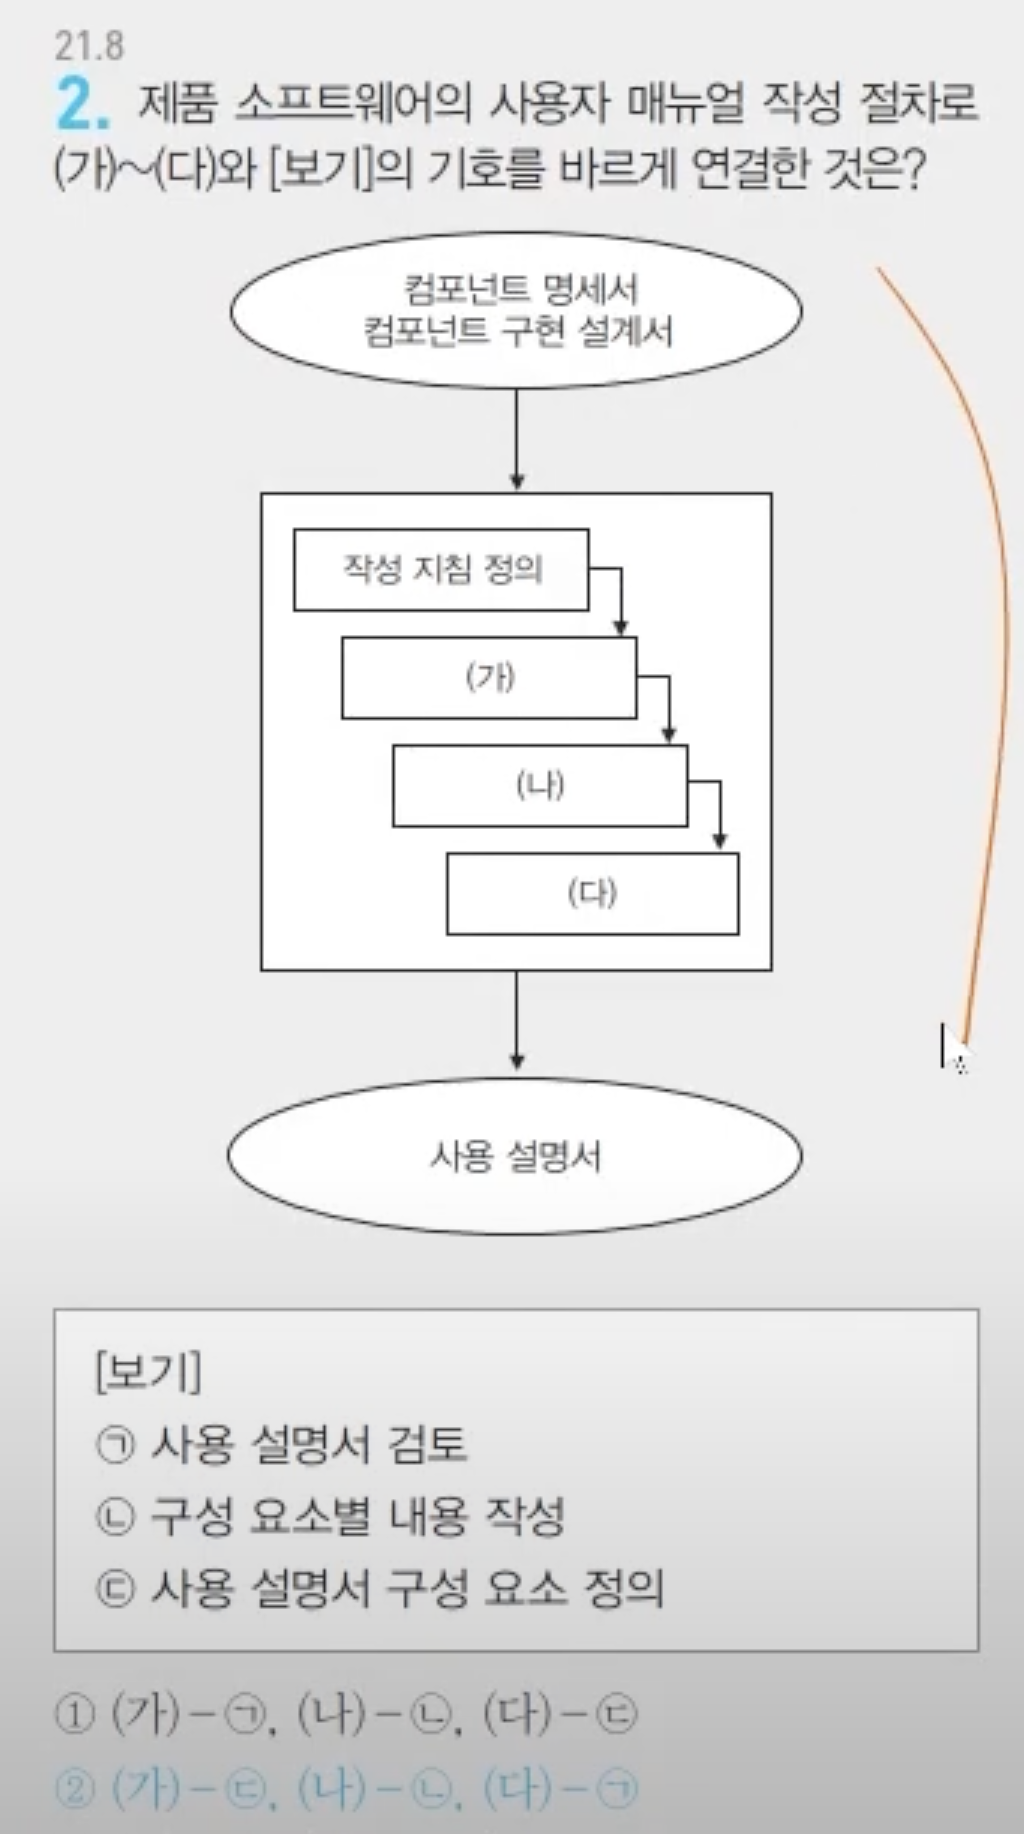 21.8
2. 제품 소프트웨어의 사용자 매뉴얼 작성 절차로
(가)~(다)와 [보기]의 기호를 바르게 연결한 것은?
컴포넌트 명세서
컴포넌트 구현 설계서
작성 지침 정의
(가)
(나)
(다)
사용 설명서
[보기]
㉠ 사용 설명서 검토
㉡ 구성 요소별 내용 작성
㉢ 사용 설명서 구성 요소 정의
① (가)-㉠, (나)-㉡, (다)-㉢
② (가)-㉢, (나)-㉡, (다)-㉠